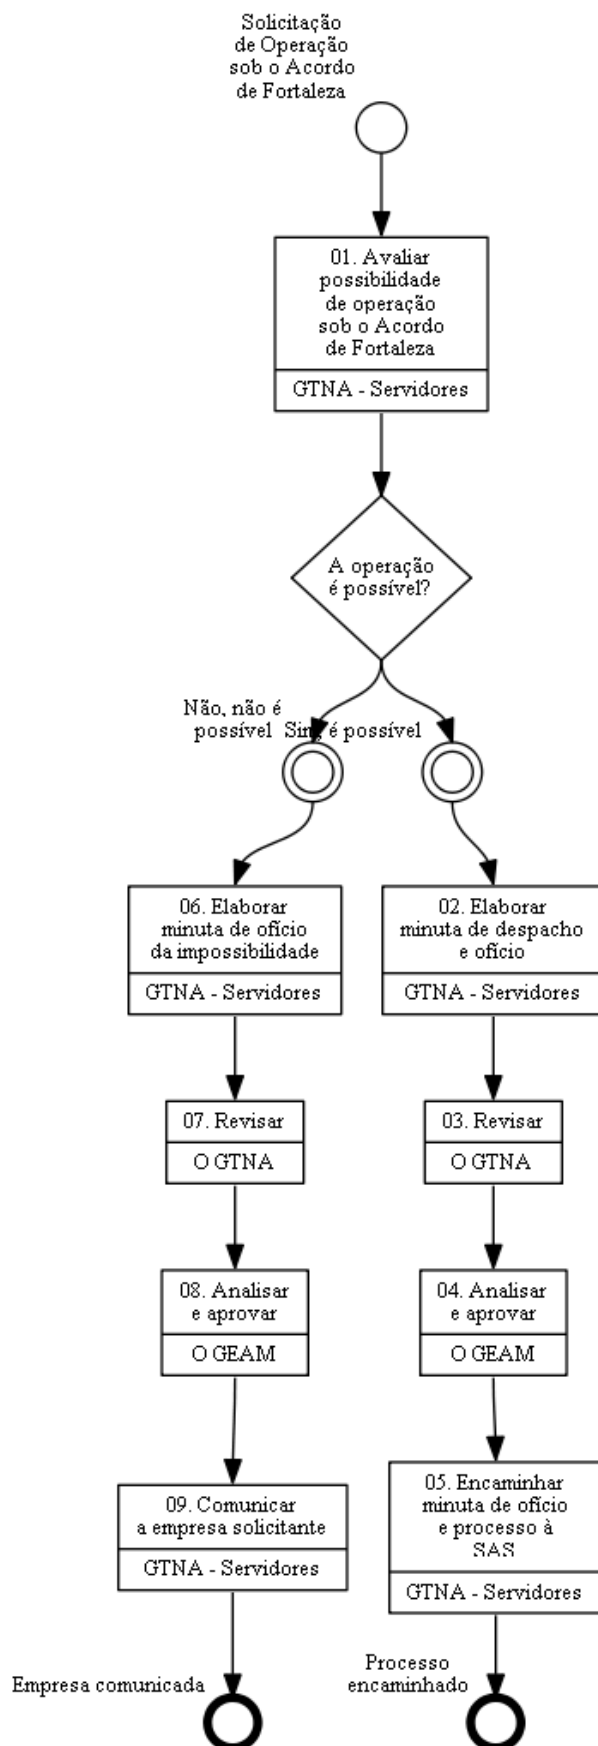 Solicitação
de Operação
sob o Acordo
de Fortaleza
01. Avaliar
possibilidade
de operação
sob o Acordo
de Fortaleza
GTNA - Servidores
A operação
é possível?
Não, não é
possível
Sim, é possível
06. Elaborar
minuta de ofício
da impossibilidade
GTNA - Servidores
02. Elaborar
minuta de despacho
e ofício
GTNA - Servidores
07. Revisar
O GTNA
03. Revisar
O GTNA
08. Analisar
e aprovar
O GEAM
04. Analisar
e aprovar
O GEAM
09. Comunicar
a empresa solicitante
GTNA - Servidores
05. Encaminhar
minuta de ofício
e processo à
SAS
GTNA - Servidores
Empresa comunicada
Processo
encaminhado